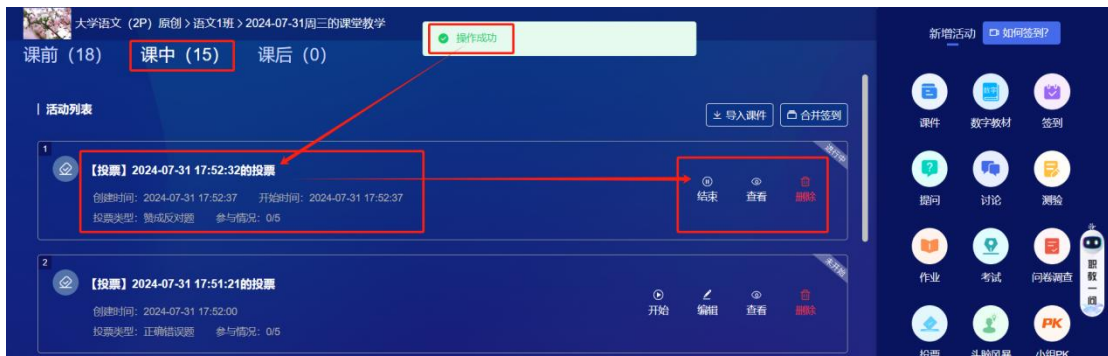 大学语文（2P）原创 > 语文1班 > 2024-07-31周三的课堂教学
操作成功
新增活动 如何签到?
课前（18） 课中（15） 课后（0）
活动列表
导入课件 合并签到
课件 数字教材 签到
1
进行中
【投票】2024-07-31 17:52:32的投票
创建时间：2024-07-31 17:52:37 开始时间：2024-07-31 17:52:37
投票类型：赞成反对题 参与情况：0/5
结束 查看 删除
提问 讨论 测验
2
未开始
【投票】2024-07-31 17:51:21的投票
创建时间：2024-07-31 17:52:00
投票类型：正确错误题 参与情况：0/5
开始 编辑 查看 删除
作业 考试 问卷调查
职教一问
PK
投票 头脑风暴 小组PK